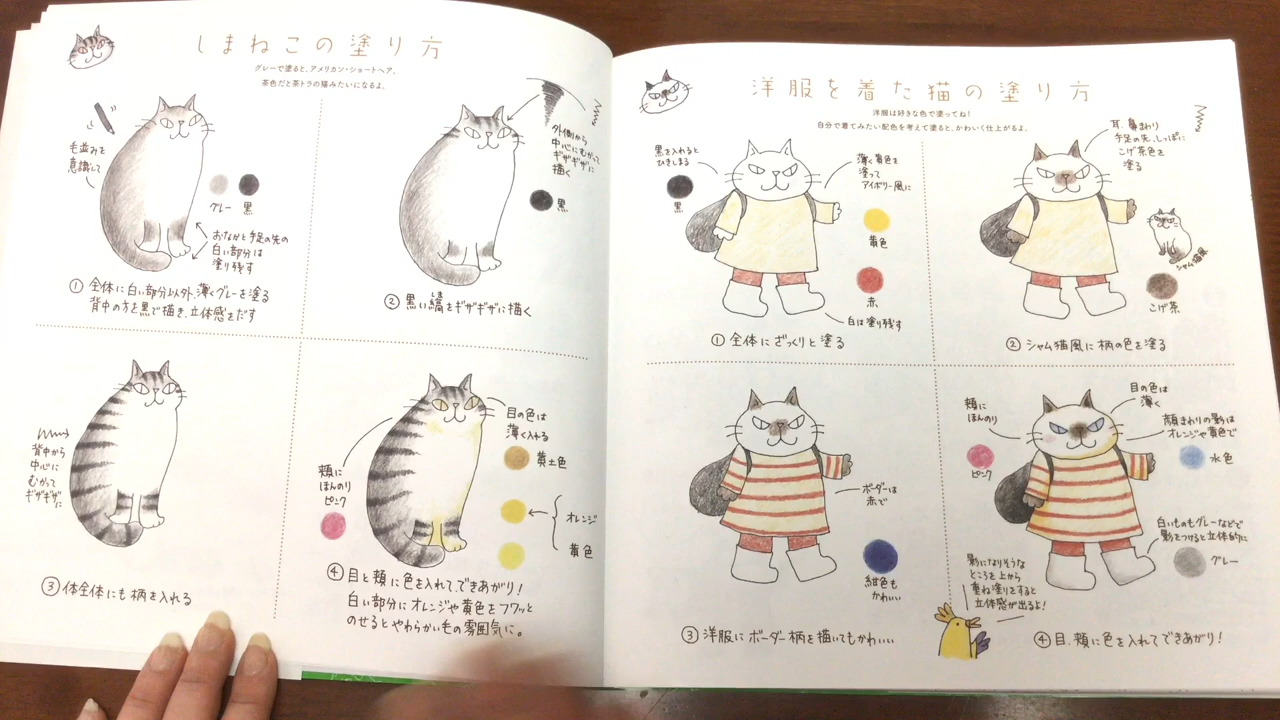 しまねこの塗り方
グレーで塗ると、アメリカン・ショートヘア。
茶色だと茶トラの猫みたいになるよ。
毛並みを
意識して
グレー
黒
おなかと手足の先の
白い部分は
塗り残す
① 全体に白い部分以外、薄くグレーを塗る
背中の方を黒で描き、立体感をだす
外側から
中心にむかって
ギザギザに
描く
黒
② 黒い縞をギザギザに描く
しま
背中から
中心に
むかって
ギザギザに
③ 体全体にも柄を入れる
目の色は
薄く入れる
黄土色
頬に
ほんのり
ピンク
オレンジ
黄色
④ 目と頬に色を入れて、できあがり!
白い部分にオレンジや黄色をフワッと
のせるとやわらかい毛の雰囲気に。
洋服を着た猫の塗り方
洋服は好きな色で塗ってね!
自分で着てみたい配色を考えて塗ると、かわいく仕上がるよ。
黒を入れると
ひきしまる
黒
薄く黄色を
塗って
アイボリー風に
黄色
赤
白は塗り残す
① 全体にざっくりと塗る
耳、鼻まわり
手足の先、しっぽに
こげ茶色を
塗る
シャム猫風
こげ茶
② シャム猫風に柄の色を塗る
ボーダーは
赤で
紺色も
かわいい
③ 洋服にボーダー柄を描いてもかわいい
頬に
ほんのり
ピンク
目の色は
薄く
顔まわりの影は
オレンジや黄色で
水色
白いものもグレーなどで
影をつけると立体的に
グレー
影になりそうな
ところを上から
重ね塗りをすると
立体感が出るよ!
④ 目、頬に色を入れてできあがり!